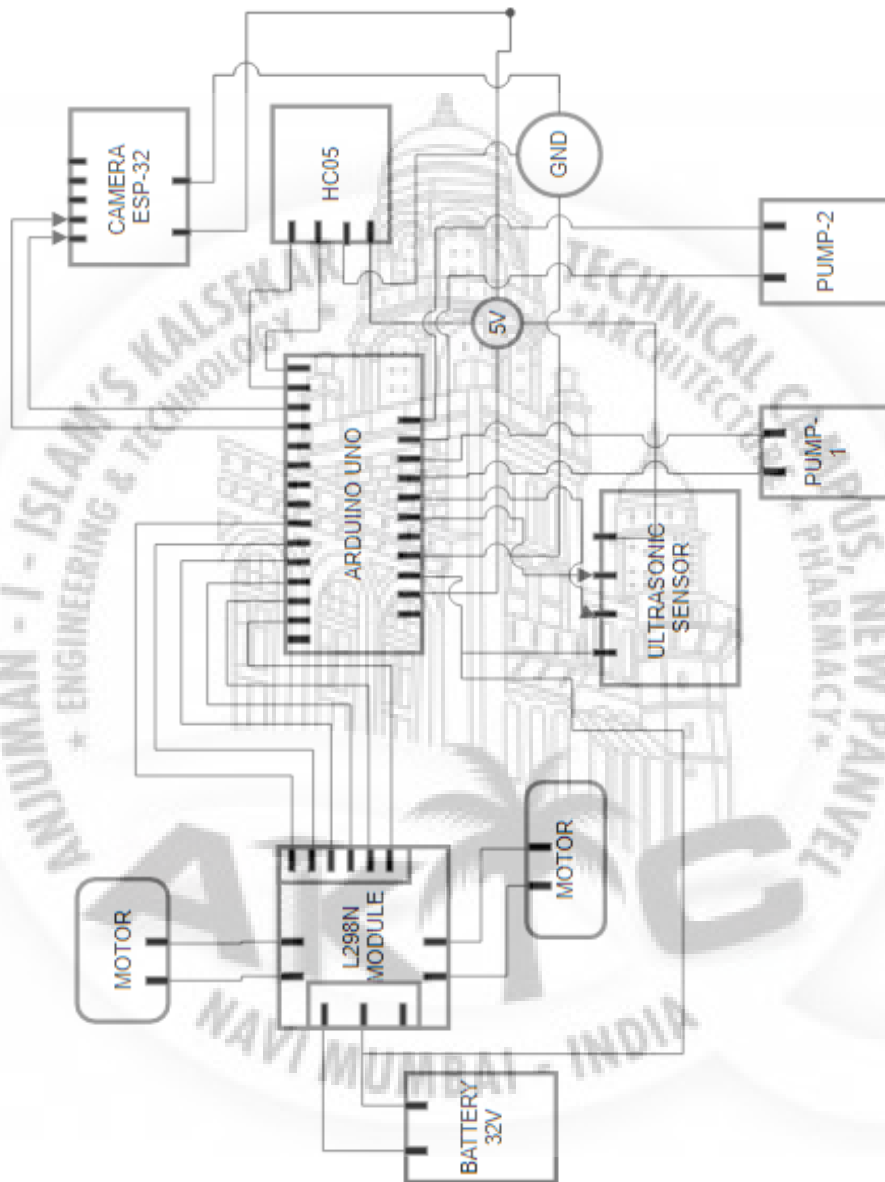 CAMERA
ESP-32
HC05
GND
5V
PUMP-2
PUMP-
1
ARDUINO UNO
ULTRASONIC
SENSOR
MOTOR
L298N
MODULE
MOTOR
BATTERY
32V
ANJUMAN - I - ISLAM'S KALSEKAR TECHNICAL CAMPUS, NEW PANVEL
* ENGINEERING & TECHNOLOGY * ARCHITECTURE * PHARMACY *
AKTC
NAVI MUMBAI - INDIA